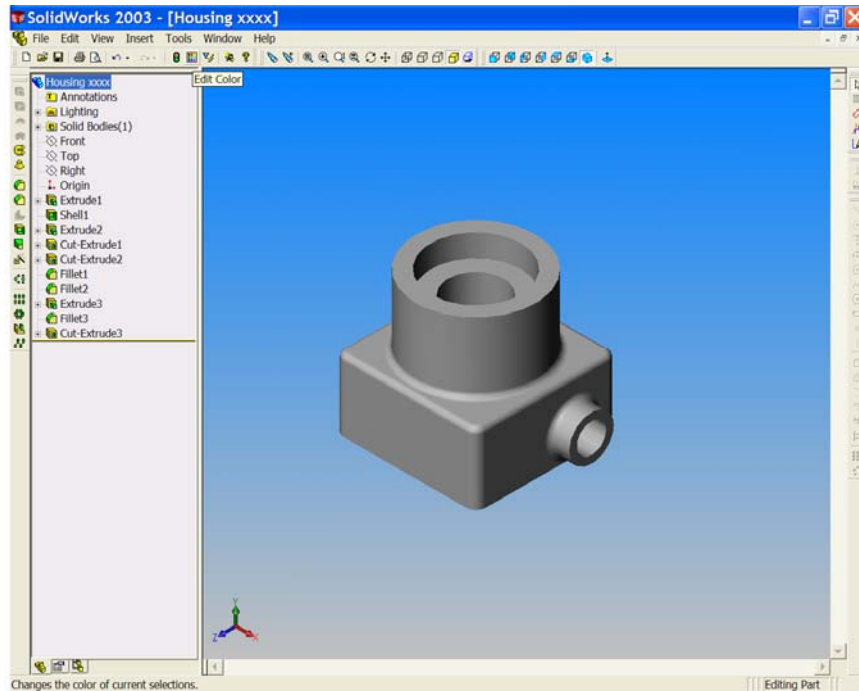 SolidWorks 2003 - [Housing xxxx]
File Edit View Insert Tools Window Help
Edit Color
Housing xxxx
Annotations
Lighting
Solid Bodies(1)
Front
Top
Right
Origin
Extrude1
Shell1
Extrude2
Cut-Extrude1
Cut-Extrude2
Fillet1
Fillet2
Extrude3
Fillet3
Cut-Extrude3
Y
Z
X
Changes the color of current selections.
Editing Part